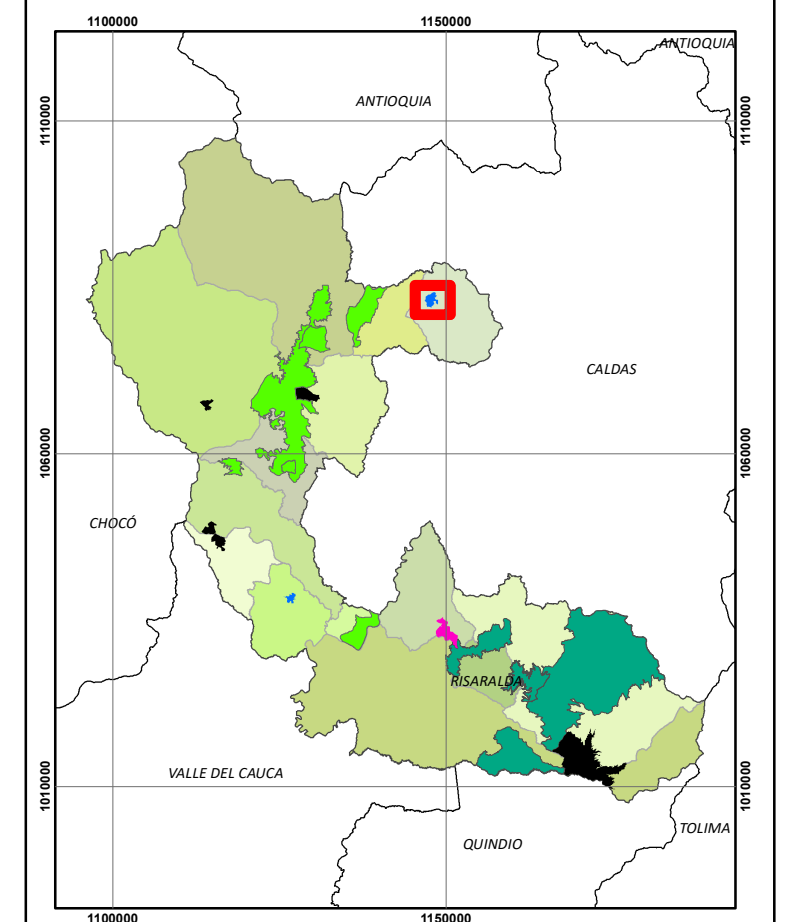 1100000 1150000
ANTIOQUIA
ANTIOQUIA
1110000 1110000
CALDAS
1060000 1060000
CHOCÓ
RISARALDA
VALLE DEL CAUCA
1010000 1010000
TOLIMA
QUINDIO
1100000 1150000